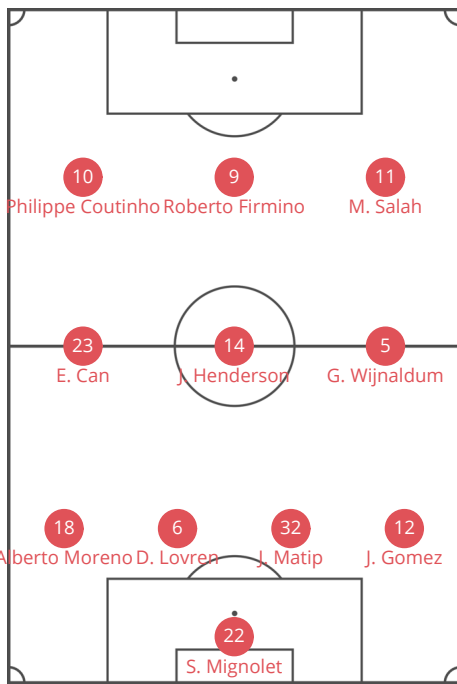 10 9 11
Philippe Coutinho Roberto Firmino M. Salah
23 14 5
E. Can J. Henderson G. Wijnaldum
18 6 32 12
Alberto Moreno D. Lovren J. Matip J. Gomez
22
S. Mignolet